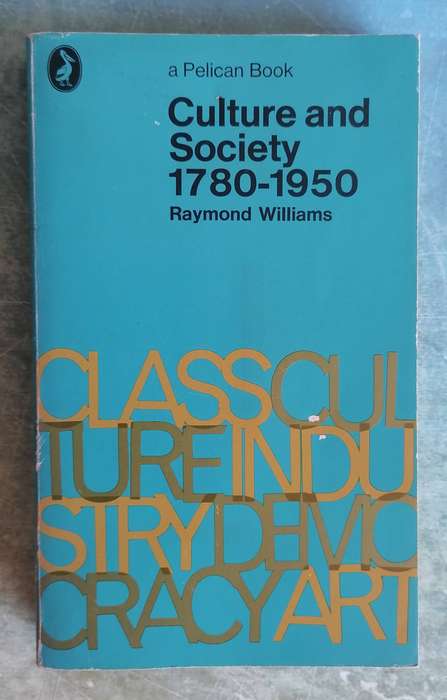 a Pelican Book
Culture and
Society
1780-1950
Raymond Williams
CLASSCUL
TUREINDU
STRYDEMO
CRACYART